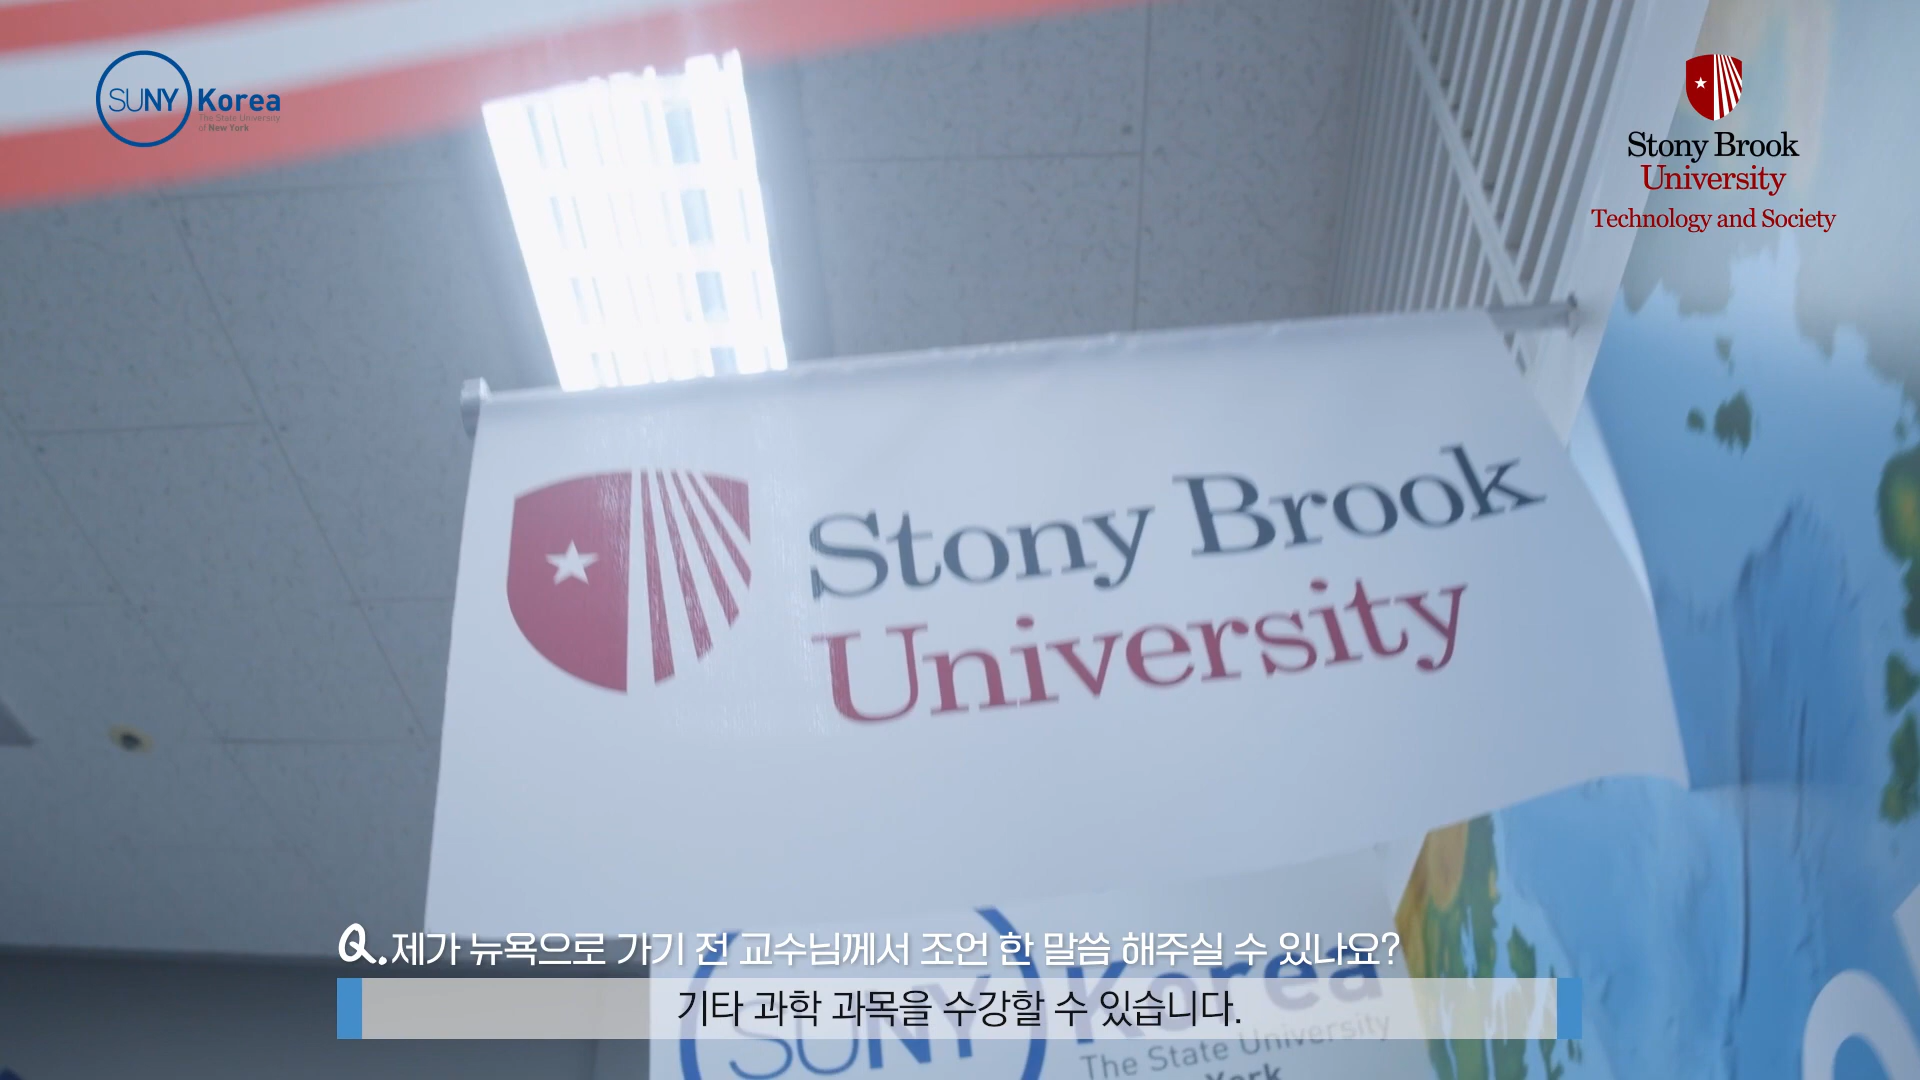 SUNY Korea
The State University
of New York
Stony Brook
University
Technology and Society
Stony Brook
University
Q. 제가 뉴욕으로 가기 전 교수님께서 조언 한 말씀 해주실 수 있나요?
기타 과학 과목을 수강할 수 있습니다.
SUNY Korea
The State University
York